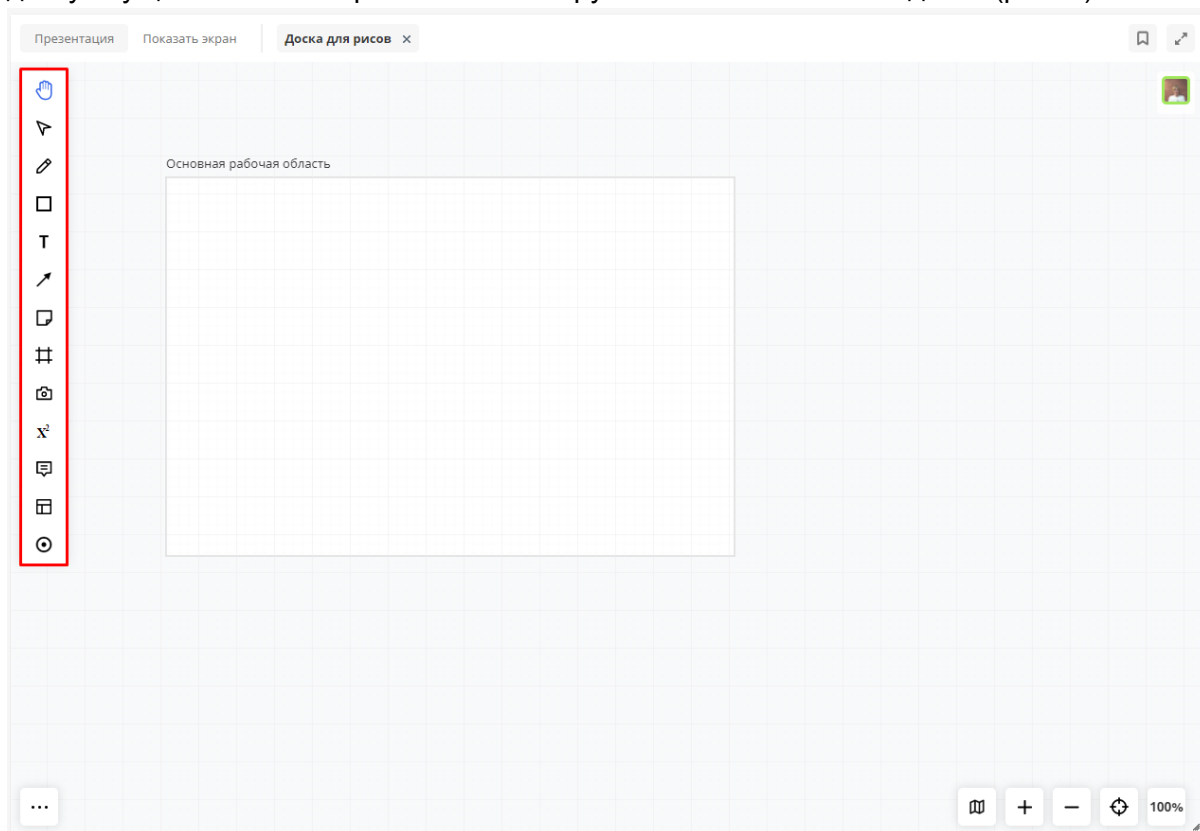 Презентация Показать экран Доска для рисов ×
Основная рабочая область
T
X²
100%